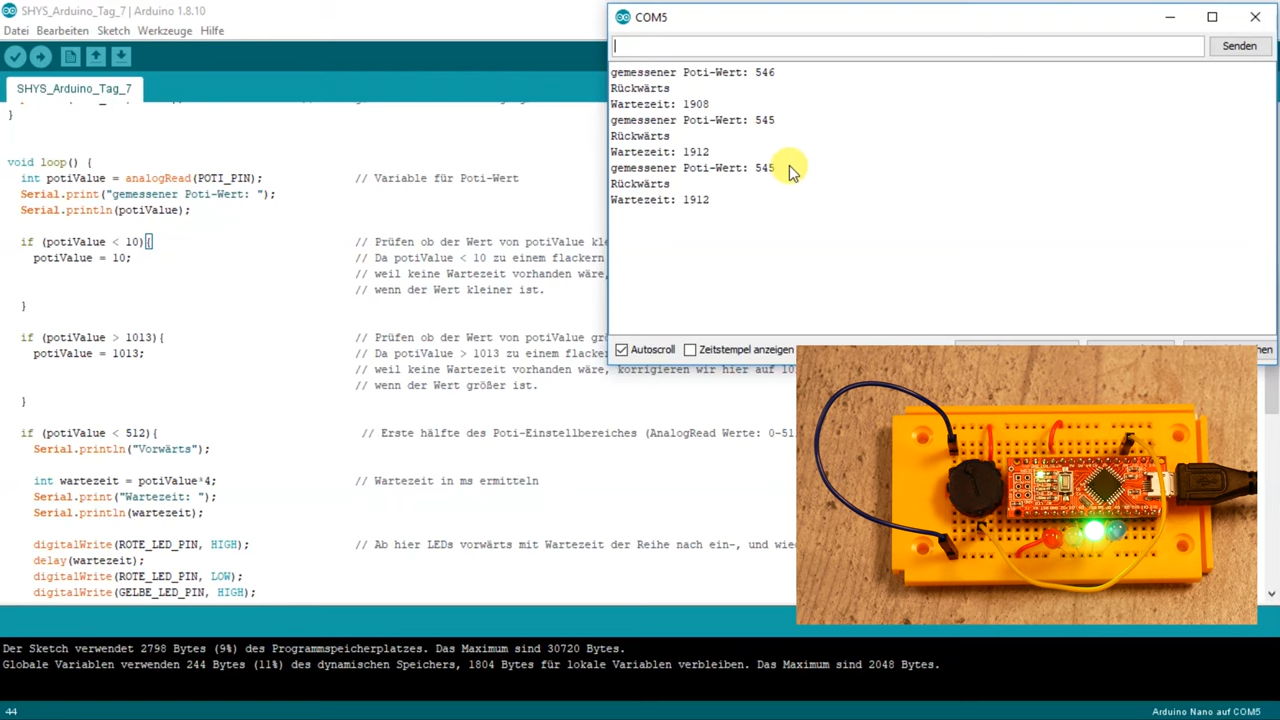 SHYS_Arduino_Tag_7 | Arduino 1.8.10
Datei Bearbeiten Sketch Werkzeuge Hilfe
SHYS_Arduino_Tag_7
}
void loop() {
int potiValue = analogRead(POTI_PIN); // Variable für Poti-Wert
Serial.print("gemessener Poti-Wert: ");
Serial.println(potiValue);
if (potiValue < 10){ // Prüfen ob der Wert von potiValue kle
potiValue = 10; // Da potiValue < 10 zu einem flackern
// weil keine Wartezeit vorhanden wäre,
// wenn der Wert kleiner ist.
}
if (potiValue > 1013){ // Prüfen ob der Wert von potiValue grö
potiValue = 1013; // Da potiValue > 1013 zu einem flacker
// weil keine Wartezeit vorhanden wäre, korrigieren wir hier auf 10
// wenn der Wert größer ist.
}
if (potiValue < 512){ // Erste hälfte des Poti-Einstellbereiches (AnalogRead Werte: 0-51
Serial.println("Vorwärts");
int wartezeit = potiValue*4; // Wartezeit in ms ermitteln
Serial.print("Wartezeit: ");
Serial.println(wartezeit);
digitalWrite(ROTE_LED_PIN, HIGH); // Ab hier LEDs vorwärts mit Wartezeit der Reihe nach ein-, und wie
delay(wartezeit);
digitalWrite(ROTE_LED_PIN, LOW);
digitalWrite(GELBE_LED_PIN, HIGH);
COM5
Senden
gemessener Poti-Wert: 546
Rückwärts
Wartezeit: 1908
gemessener Poti-Wert: 545
Rückwärts
Wartezeit: 1912
gemessener Poti-Wert: 545
Rückwärts
Wartezeit: 1912
Autoscroll Zeitstempel anzeigen
Der Sketch verwendet 2798 Bytes (9%) des Programmspeicherplatzes. Das Maximum sind 30720 Bytes.
Globale Variablen verwenden 244 Bytes (11%) des dynamischen Speichers, 1804 Bytes für lokale Variablen verbleiben. Das Maximum sind 2048 Bytes.
44 Arduino Nano auf COM5